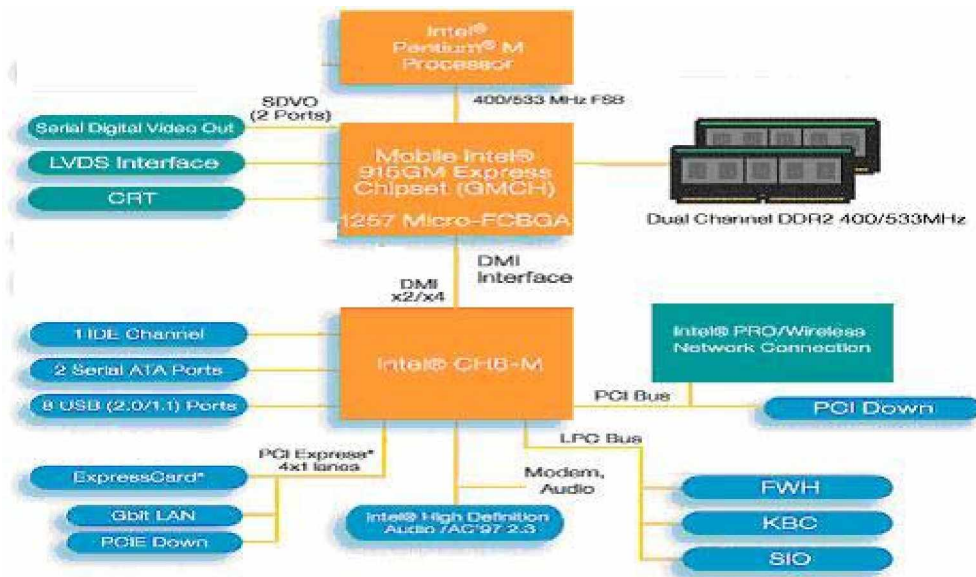 Intel®
Pentium® M
Processor
400/533 MHz FSB
SDVO
(2 Ports)
Serial Digital Video Out
LVDS Interface
CRT
Mobile Intel®
915GM Express
Chipset (GMCH)
1257 Micro-FCBGA
Dual Channel DDR2 400/533MHz
DMI
Interface
DMI
x2/x4
1 IDE Channel
2 Serial ATA Ports
8 USB (2.0/1.1) Ports
Intel® CH6-M
Intel® PRO/Wireless
Network Connection
PCI Bus
PCI Down
LPC Bus
PCI Express*
4x1 lanes
ExpressCard*
Gbit LAN
PCIE Down
Modem,
Audio
Intel® High Definition
Audio /AC'97 2.3
FWH
KBC
SIO